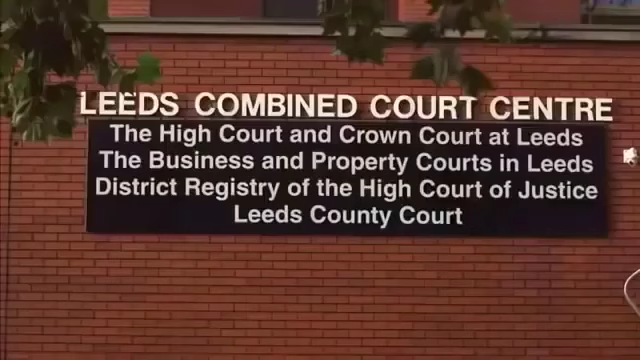 LEEDS COMBINED COURT CENTRE
The High Court and Crown Court at Leeds
The Business and Property Courts in Leeds
District Registry of the High Court of Justice
Leeds County Court